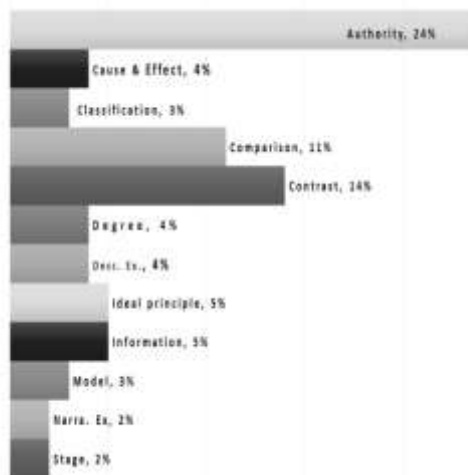 Authority, 24%
Cause & Effect, 4%
Classification, 3%
Comparison, 11%
Contrast, 14%
Degree, 4%
Desc. Ex., 4%
Ideal principle, 5%
Information, 5%
Model, 3%
Narra. Ex, 2%
Stage, 2%